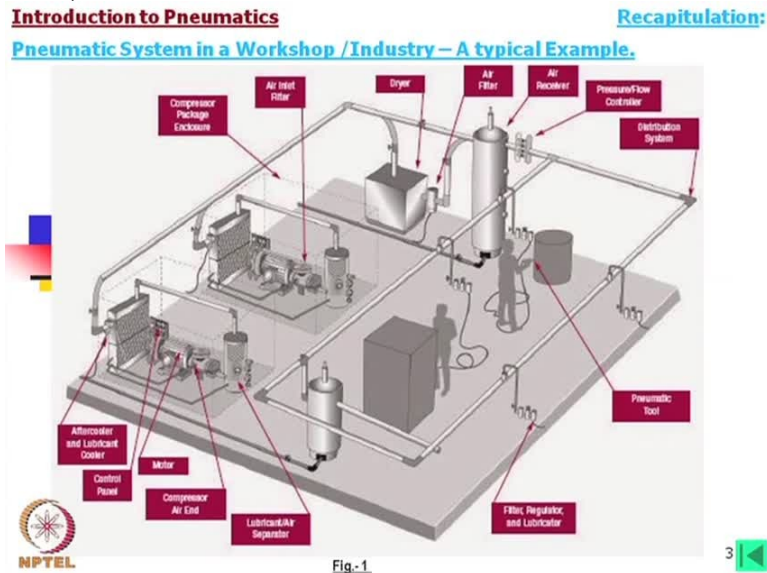 Introduction to Pneumatics
Recapitulation:
Pneumatic System in a Workshop /Industry – A typical Example.
Air Inlet
Filter
Dryer
Air
Filter
Air
Receiver
Pressure/Flow
Controller
Compressor
Package
Enclosure
Distribution
System
Aftercooler
and Lubricant
Cooler
Control
Panel
Motor
Compressor
Air End
Lubricant/Air
Separator
Pneumatic
Tool
Filter, Regulator,
and Lubricator
NPTEL
Fig.-1
3